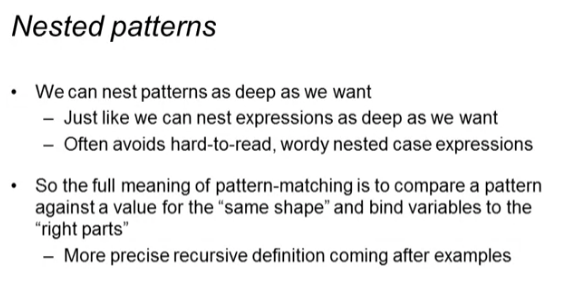 Nested patterns
• We can nest patterns as deep as we want
– Just like we can nest expressions as deep as we want
– Often avoids hard-to-read, wordy nested case expressions
• So the full meaning of pattern-matching is to compare a pattern
against a value for the “same shape” and bind variables to the
“right parts”
– More precise recursive definition coming after examples